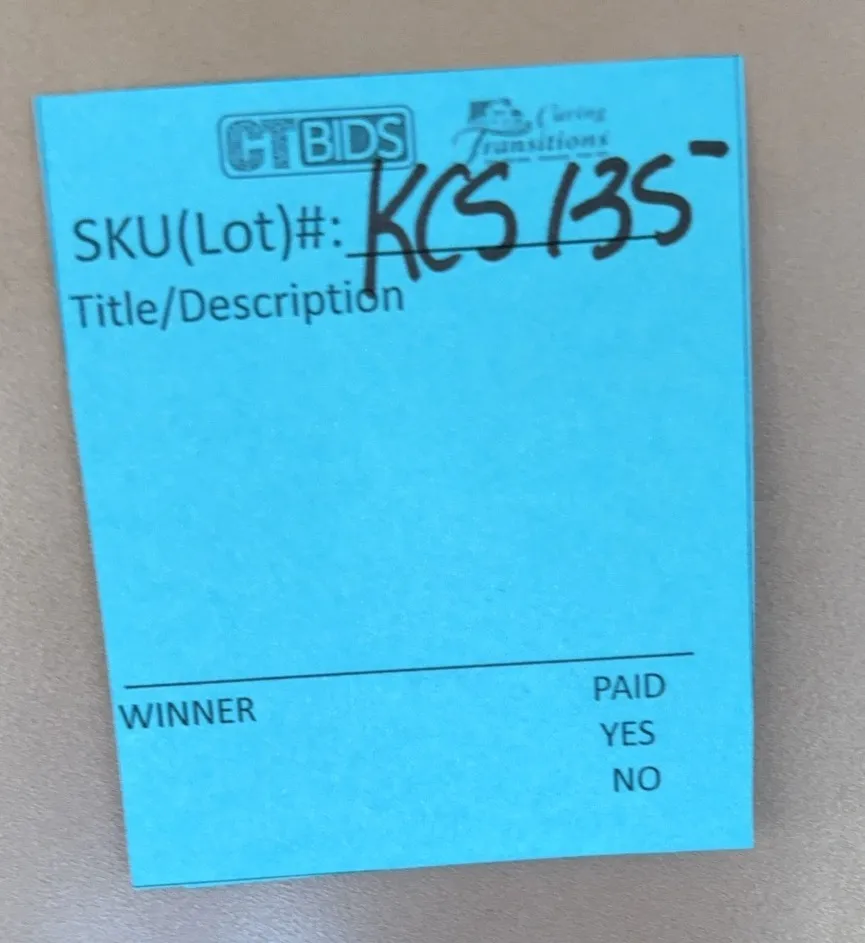 CTBIDS Caring Transitions
SKU(Lot)#: KCS 135
Title/Description
WINNER PAID
YES
NO